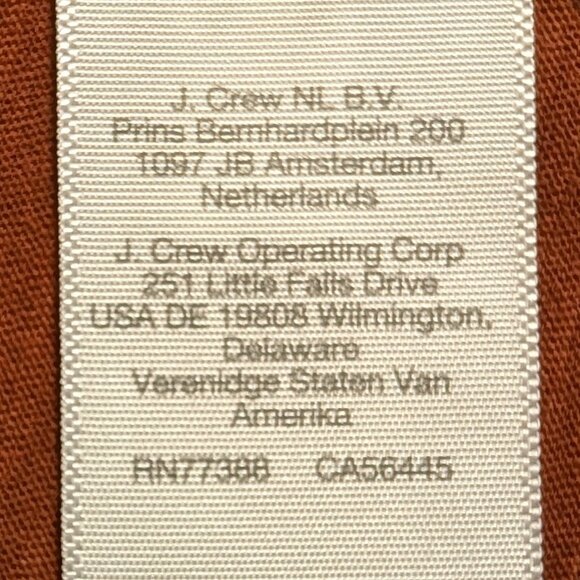 J. Crew NL B.V.
Prins Bernhardplein 200
1097 JB Amsterdam,
Netherlands
J. Crew Operating Corp
251 Little Falls Drive
USA DE 19808 Wilmington,
Delaware
Verenidge Staten Van
Amerika
RN77388 CA56445